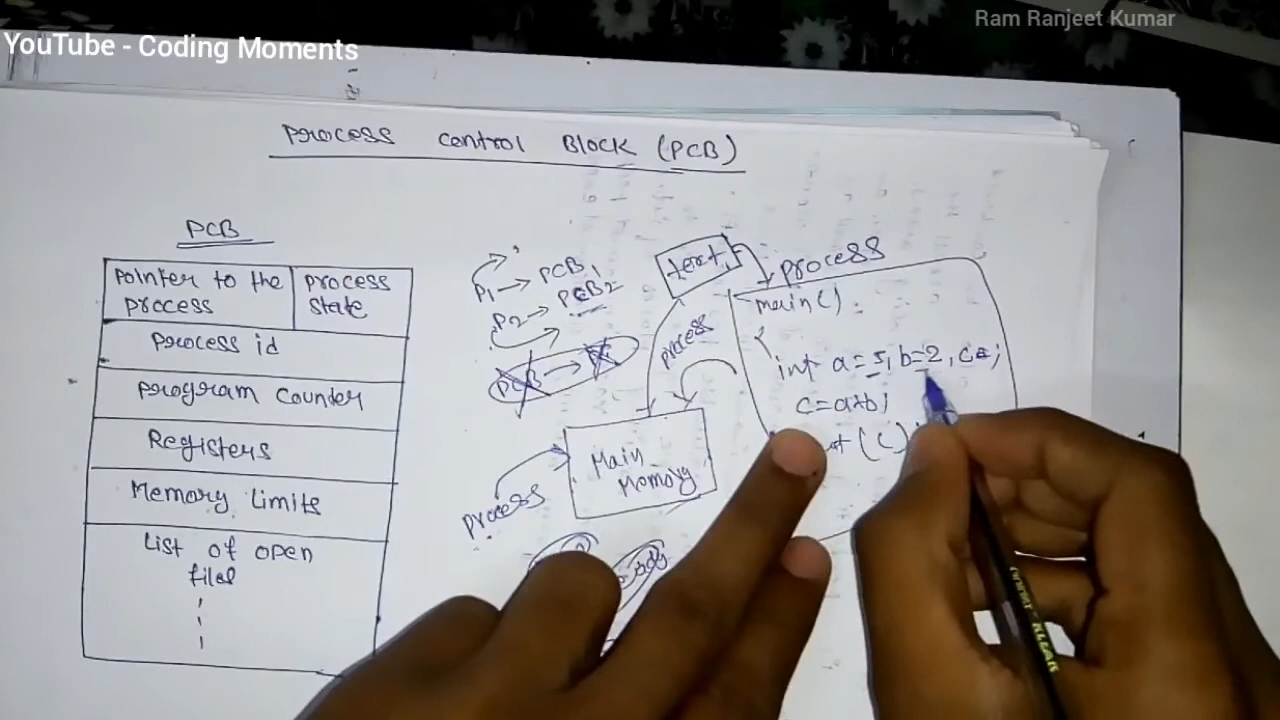 Ram Ranjeet Kumar
YouTube - Coding Moments
Process Control Block (PCB)
PCB
Pointer to the process
process state
Process id
Program Counder
Registers
Memory Limits
List of open
files
P1 → PCB1
P2 → PCB2
text
process
main()
{
int a=5, b=2, c;
c=a+b;
(c)
process
Main
Memory
process